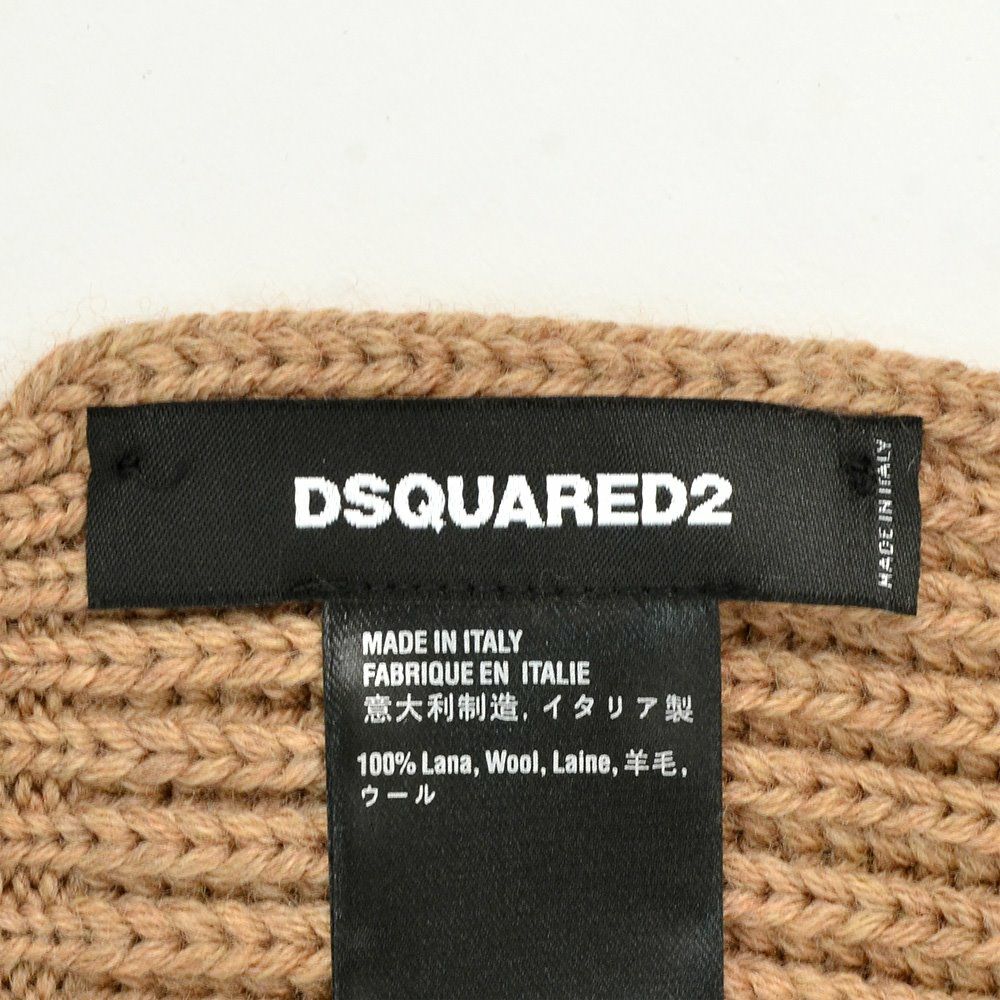 DSQUARED2
MADE IN ITALY
MADE IN ITALY
FABRIQUE EN ITALIE
意大利制造, イタリア製
100% Lana, Wool, Laine, 羊毛,
ウール